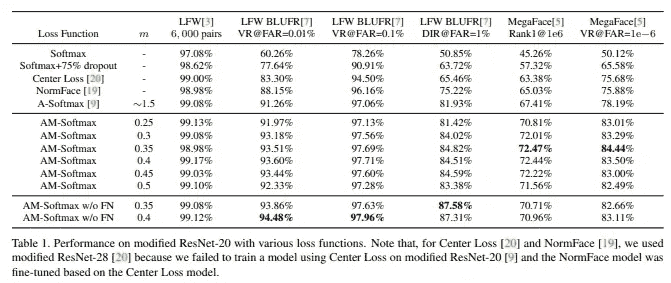 LFW[3] LFW BLUFR[7] LFW BLUFR[7] LFW BLUFR[7] MegaFace[5] MegaFace[5]
Loss Function m 6,000 pairs VR@FAR=0.01% VR@FAR=0.1% DIR@FAR=1% Rank1@1e6 VR@FAR=1e−6
Softmax - 97.08% 60.26% 78.26% 50.85% 45.26% 50.12%
Softmax+75% dropout - 98.62% 77.64% 90.91% 63.72% 57.32% 65.58%
Center Loss [20] - 99.00% 83.30% 94.50% 65.46% 63.38% 75.68%
NormFace [19] - 98.98% 88.15% 96.16% 75.22% 65.03% 75.88%
A-Softmax [9] ∼1.5 99.08% 91.26% 97.06% 81.93% 67.41% 78.19%
AM-Softmax 0.25 99.13% 91.97% 97.13% 81.42% 70.81% 83.01%
AM-Softmax 0.3 99.08% 93.18% 97.56% 84.02% 72.01% 83.29%
AM-Softmax 0.35 98.98% 93.51% 97.69% 84.82% 72.47% 84.44%
AM-Softmax 0.4 99.17% 93.60% 97.71% 84.51% 72.44% 83.50%
AM-Softmax 0.45 99.03% 93.44% 97.60% 84.59% 72.22% 83.00%
AM-Softmax 0.5 99.10% 92.33% 97.28% 83.38% 71.56% 82.49%
AM-Softmax w/o FN 0.35 99.08% 93.86% 97.63% 87.58% 70.71% 82.66%
AM-Softmax w/o FN 0.4 99.12% 94.48% 97.96% 87.31% 70.96% 83.11%
Table 1. Performance on modified ResNet-20 with various loss functions. Note that, for Center Loss [20] and NormFace [19], we used
modified ResNet-28 [20] because we failed to train a model using Center Loss on modified ResNet-20 [9] and the NormFace model was
fine-tuned based on the Center Loss model.